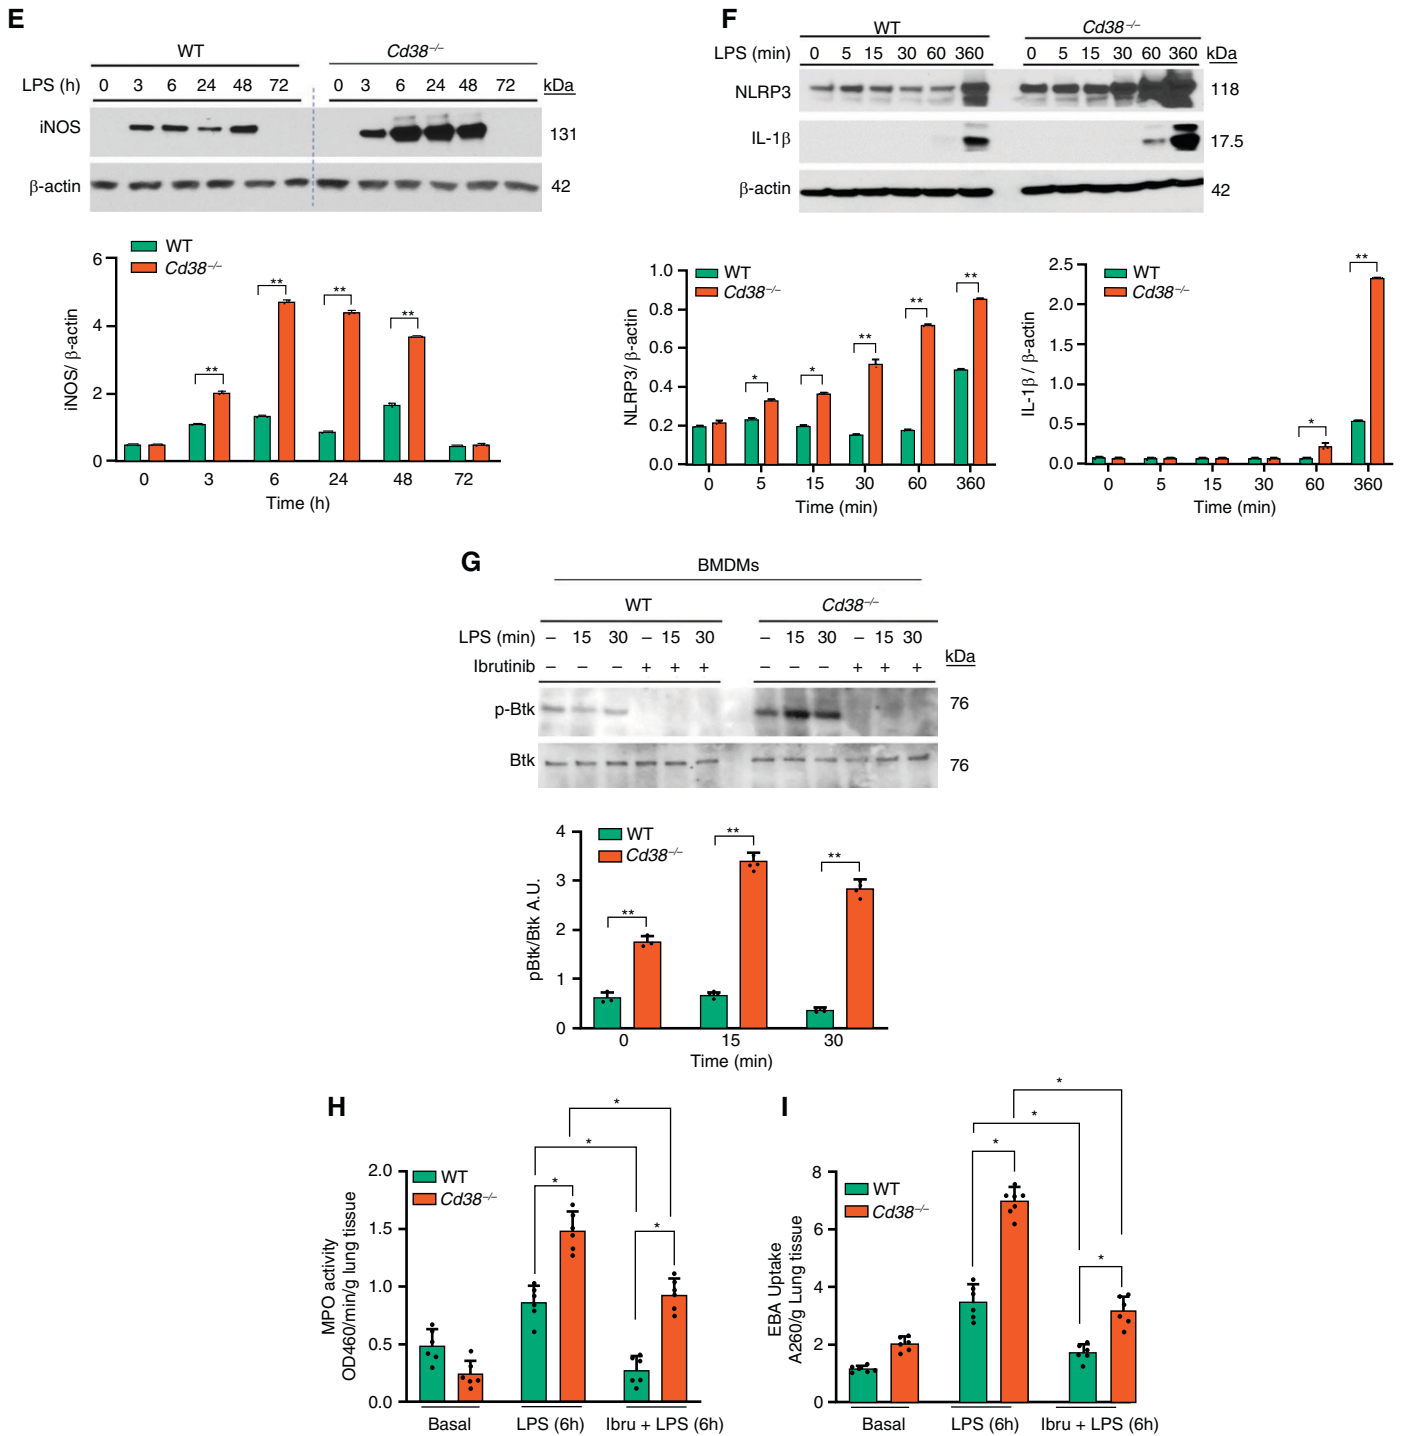 E
WT
Cd38–/–
LPS (h) 0 3 6 24 48 72 0 3 6 24 48 72 kDa
iNOS 131
β-actin 42
WT
Cd38–/–
iNOS/ β-actin
6
4
2
0
** ** ** **
0 3 6 24 48 72
Time (h)
F
WT
Cd38–/–
LPS (min) 0 5 15 30 60 360 0 5 15 30 60 360 kDa
NLRP3 118
IL-1β 17.5
β-actin 42
WT
Cd38–/–
NLRP3/ β-actin
1.0
0.8
0.6
0.4
0.2
0.0
* * ** ** **
0 5 15 30 60 360
Time (min)
WT
Cd38–/–
IL-1β / β-actin
2.5
2.0
1.5
1.0
0.5
0.0
* **
0 5 15 30 60 360
Time (min)
G
BMDMs
WT
Cd38–/–
LPS (min) – 15 30 – 15 30 – 15 30 – 15 30
Ibrutinib – – – + + + – – – + + + kDa
p-Btk 76
Btk 76
WT
Cd38–/–
pBtk/Btk A.U.
4
3
2
1
0
** ** **
0 15 30
Time (min)
H
WT
Cd38–/–
MPO activity
OD460/min/g lung tissue
2.0
1.5
1.0
0.5
0.0
* * * *
Basal LPS (6h) Ibru + LPS (6h)
I
WT
Cd38–/–
EBA Uptake
A260/g Lung tissue
8
6
4
2
0
* * * *
Basal LPS (6h) Ibru + LPS (6h)